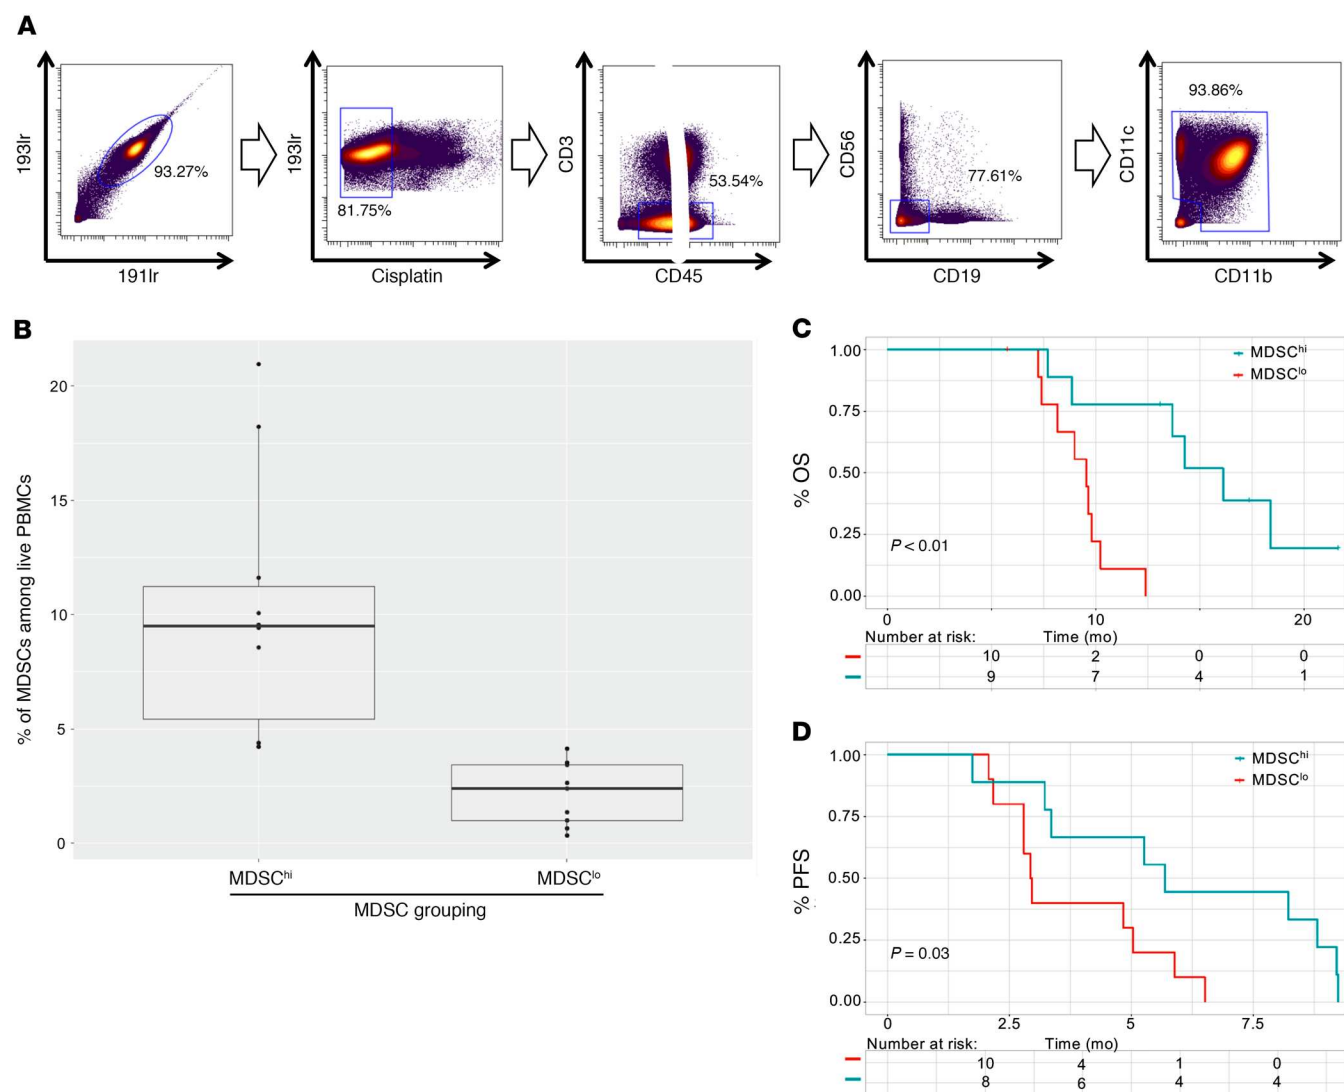 A
193Ir
93.27%
191Ir
193Ir
81.75%
Cisplatin
CD3
53.54%
CD45
CD56
77.61%
CD19
CD11c
93.86%
CD11b
B
% of MDSCs among live PBMCs
20
15
10
5
0
MDSChi
MDSClo
MDSC grouping
C
% OS
1.00
0.75
0.50
0.25
0.00
MDSChi
MDSClo
P < 0.01
0 10 20
Number at risk: Time (mo)
10 2 0 0
9 7 4 1
D
% PFS
1.00
0.75
0.50
0.25
0.00
MDSChi
MDSClo
P = 0.03
0 2.5 5 7.5
Number at risk: Time (mo)
10 4 1 0
8 6 4 4